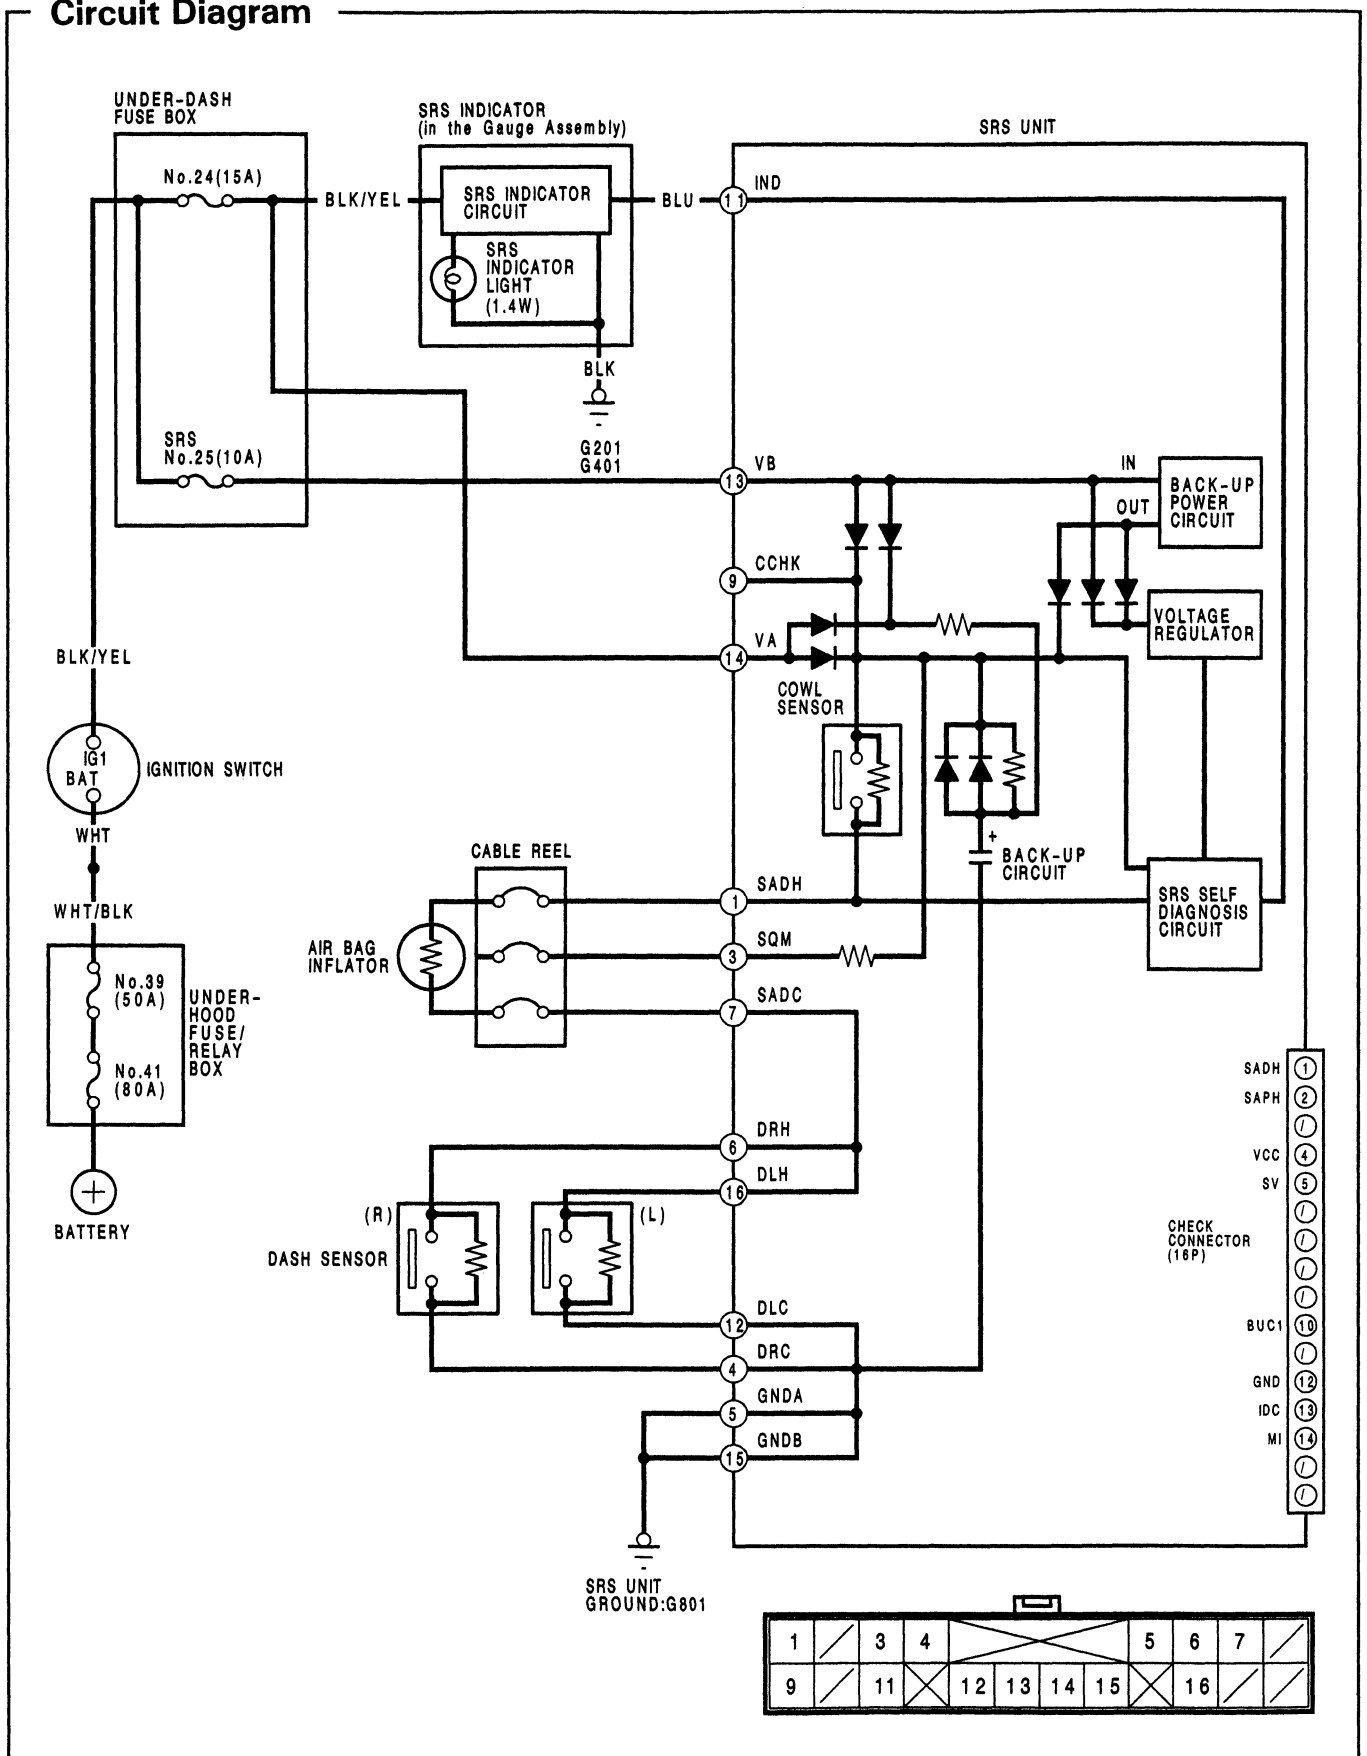 Circuit Diagram
UNDER-DASH
FUSE BOX
No.24(15A)
BLK/YEL
SRS INDICATOR
(in the Gauge Assembly)
SRS INDICATOR
CIRCUIT
SRS
INDICATOR
LIGHT
(1.4W)
BLK
G201
G401
BLU
SRS UNIT
11
IND
SRS
No.25(10A)
13
VB
9
CCHK
14
VA
IN
OUT
BACK-UP
POWER
CIRCUIT
VOLTAGE
REGULATOR
COWL
SENSOR
+
BACK-UP
CIRCUIT
SRS SELF
DIAGNOSIS
CIRCUIT
BLK/YEL
IG1
BAT
IGNITION SWITCH
WHT
WHT/BLK
No.39
(50A)
No.41
(80A)
UNDER-
HOOD
FUSE/
RELAY
BOX
+
BATTERY
CABLE REEL
AIR BAG
INFLATOR
1
SADH
3
SQM
7
SADC
6
DRH
16
DLH
(R)
(L)
DASH SENSOR
12
DLC
4
DRC
5
GNDA
15
GNDB
SRS UNIT
GROUND:G801
SADH 1
SAPH 2
/
VCC 4
SV 5
/
/
/
/
BUC1 10
/
GND 12
IDC 13
MI 14
/
/
CHECK
CONNECTOR
(16P)
1 / 3 4 5 6 7 /
9 / 11 12 13 14 15 16 / /